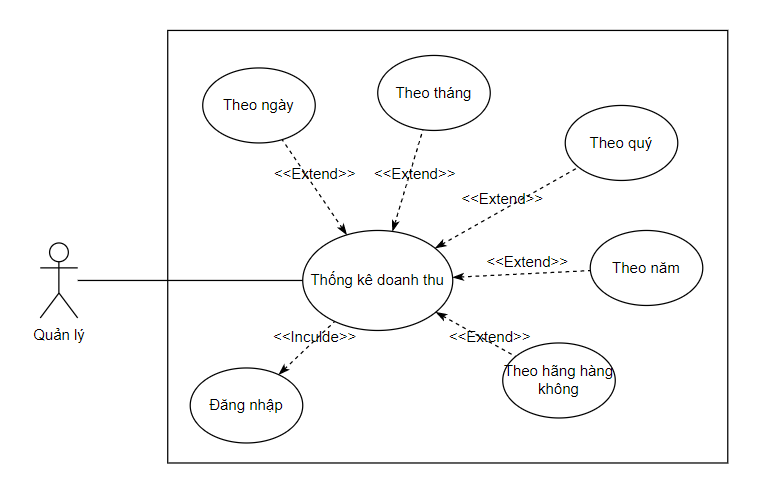 Theo ngày
Theo tháng
Theo quý
<<Extend>>
<<Extend>>
<<Extend>>
Thống kê doanh thu
<<Extend>>
Theo năm
Quản lý
<<Inculde>>
<<Extend>>
Theo hãng hàng
không
Đăng nhập